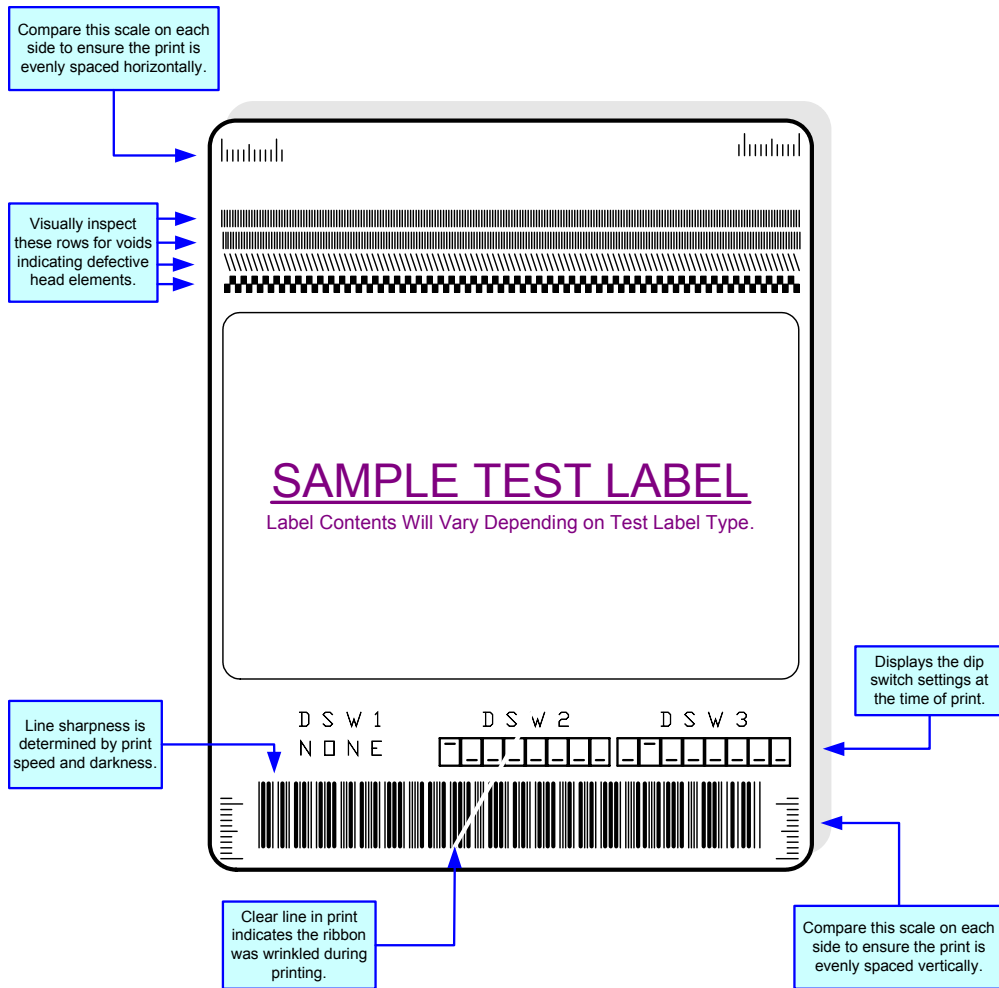 Compare this scale on each
side to ensure the print is
evenly spaced horizontally.
Visually inspect
these rows for voids
indicating defective
head elements.
SAMPLE TEST LABEL
Label Contents Will Vary Depending on Test Label Type.
Displays the dip
switch settings at
the time of print.
Line sharpness is
determined by print
speed and darkness.
DSW1
NONE
DSW2
DSW3
Clear line in print
indicates the ribbon
was wrinkled during
printing.
Compare this scale on each
side to ensure the print is
evenly spaced vertically.